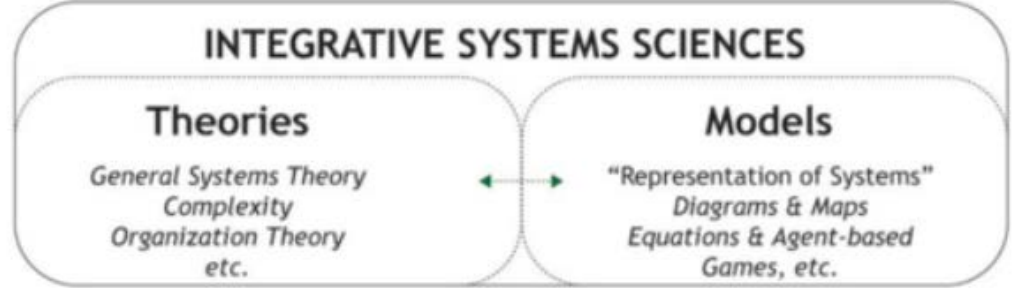 INTEGRATIVE SYSTEMS SCIENCES
Theories
General Systems Theory
Complexity
Organization Theory
etc.
Models
“Representation of Systems”
Diagrams & Maps
Equations & Agent-based
Games, etc.